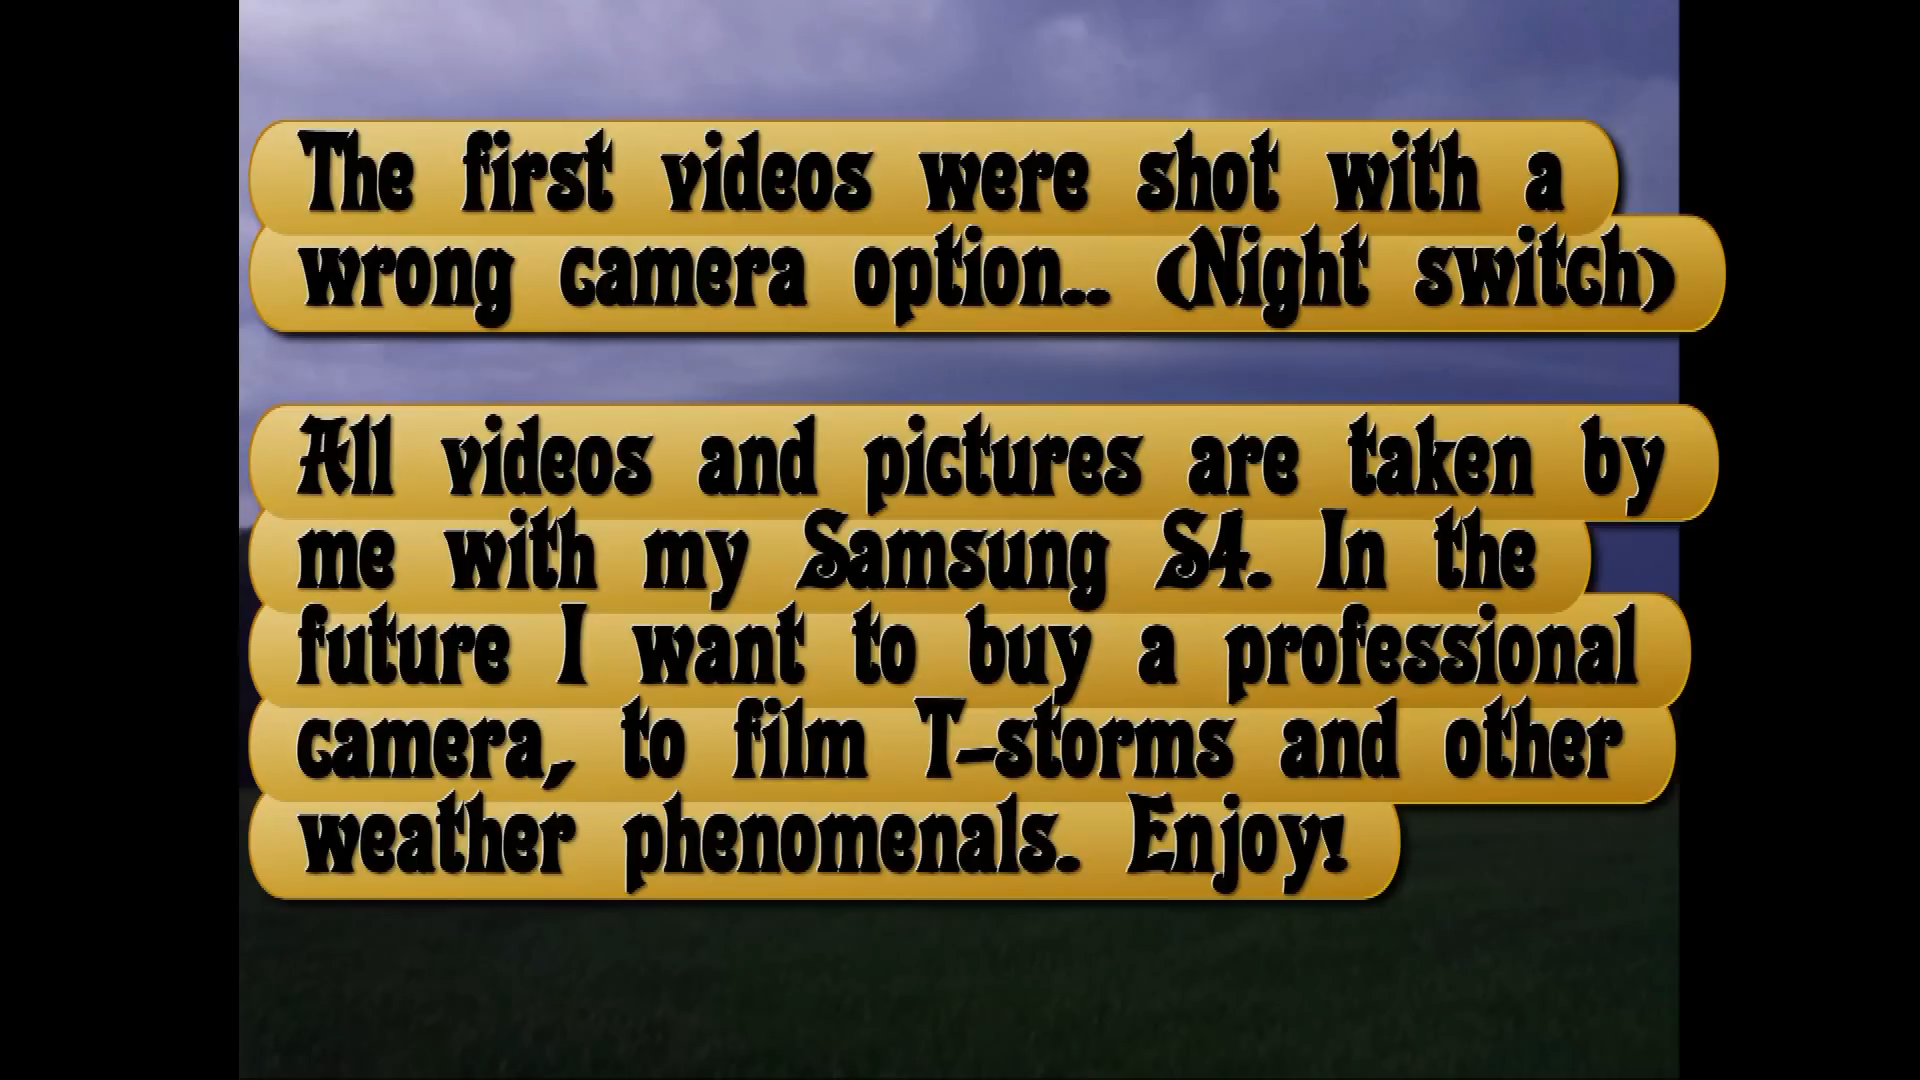 The first videos were shot with a
wrong camera option.. (Night switch)
All videos and pictures are taken by
me with my Samsung S4. In the
future I want to buy a professional
camera, to film T-storms and other
weather phenomenals. Enjoy!